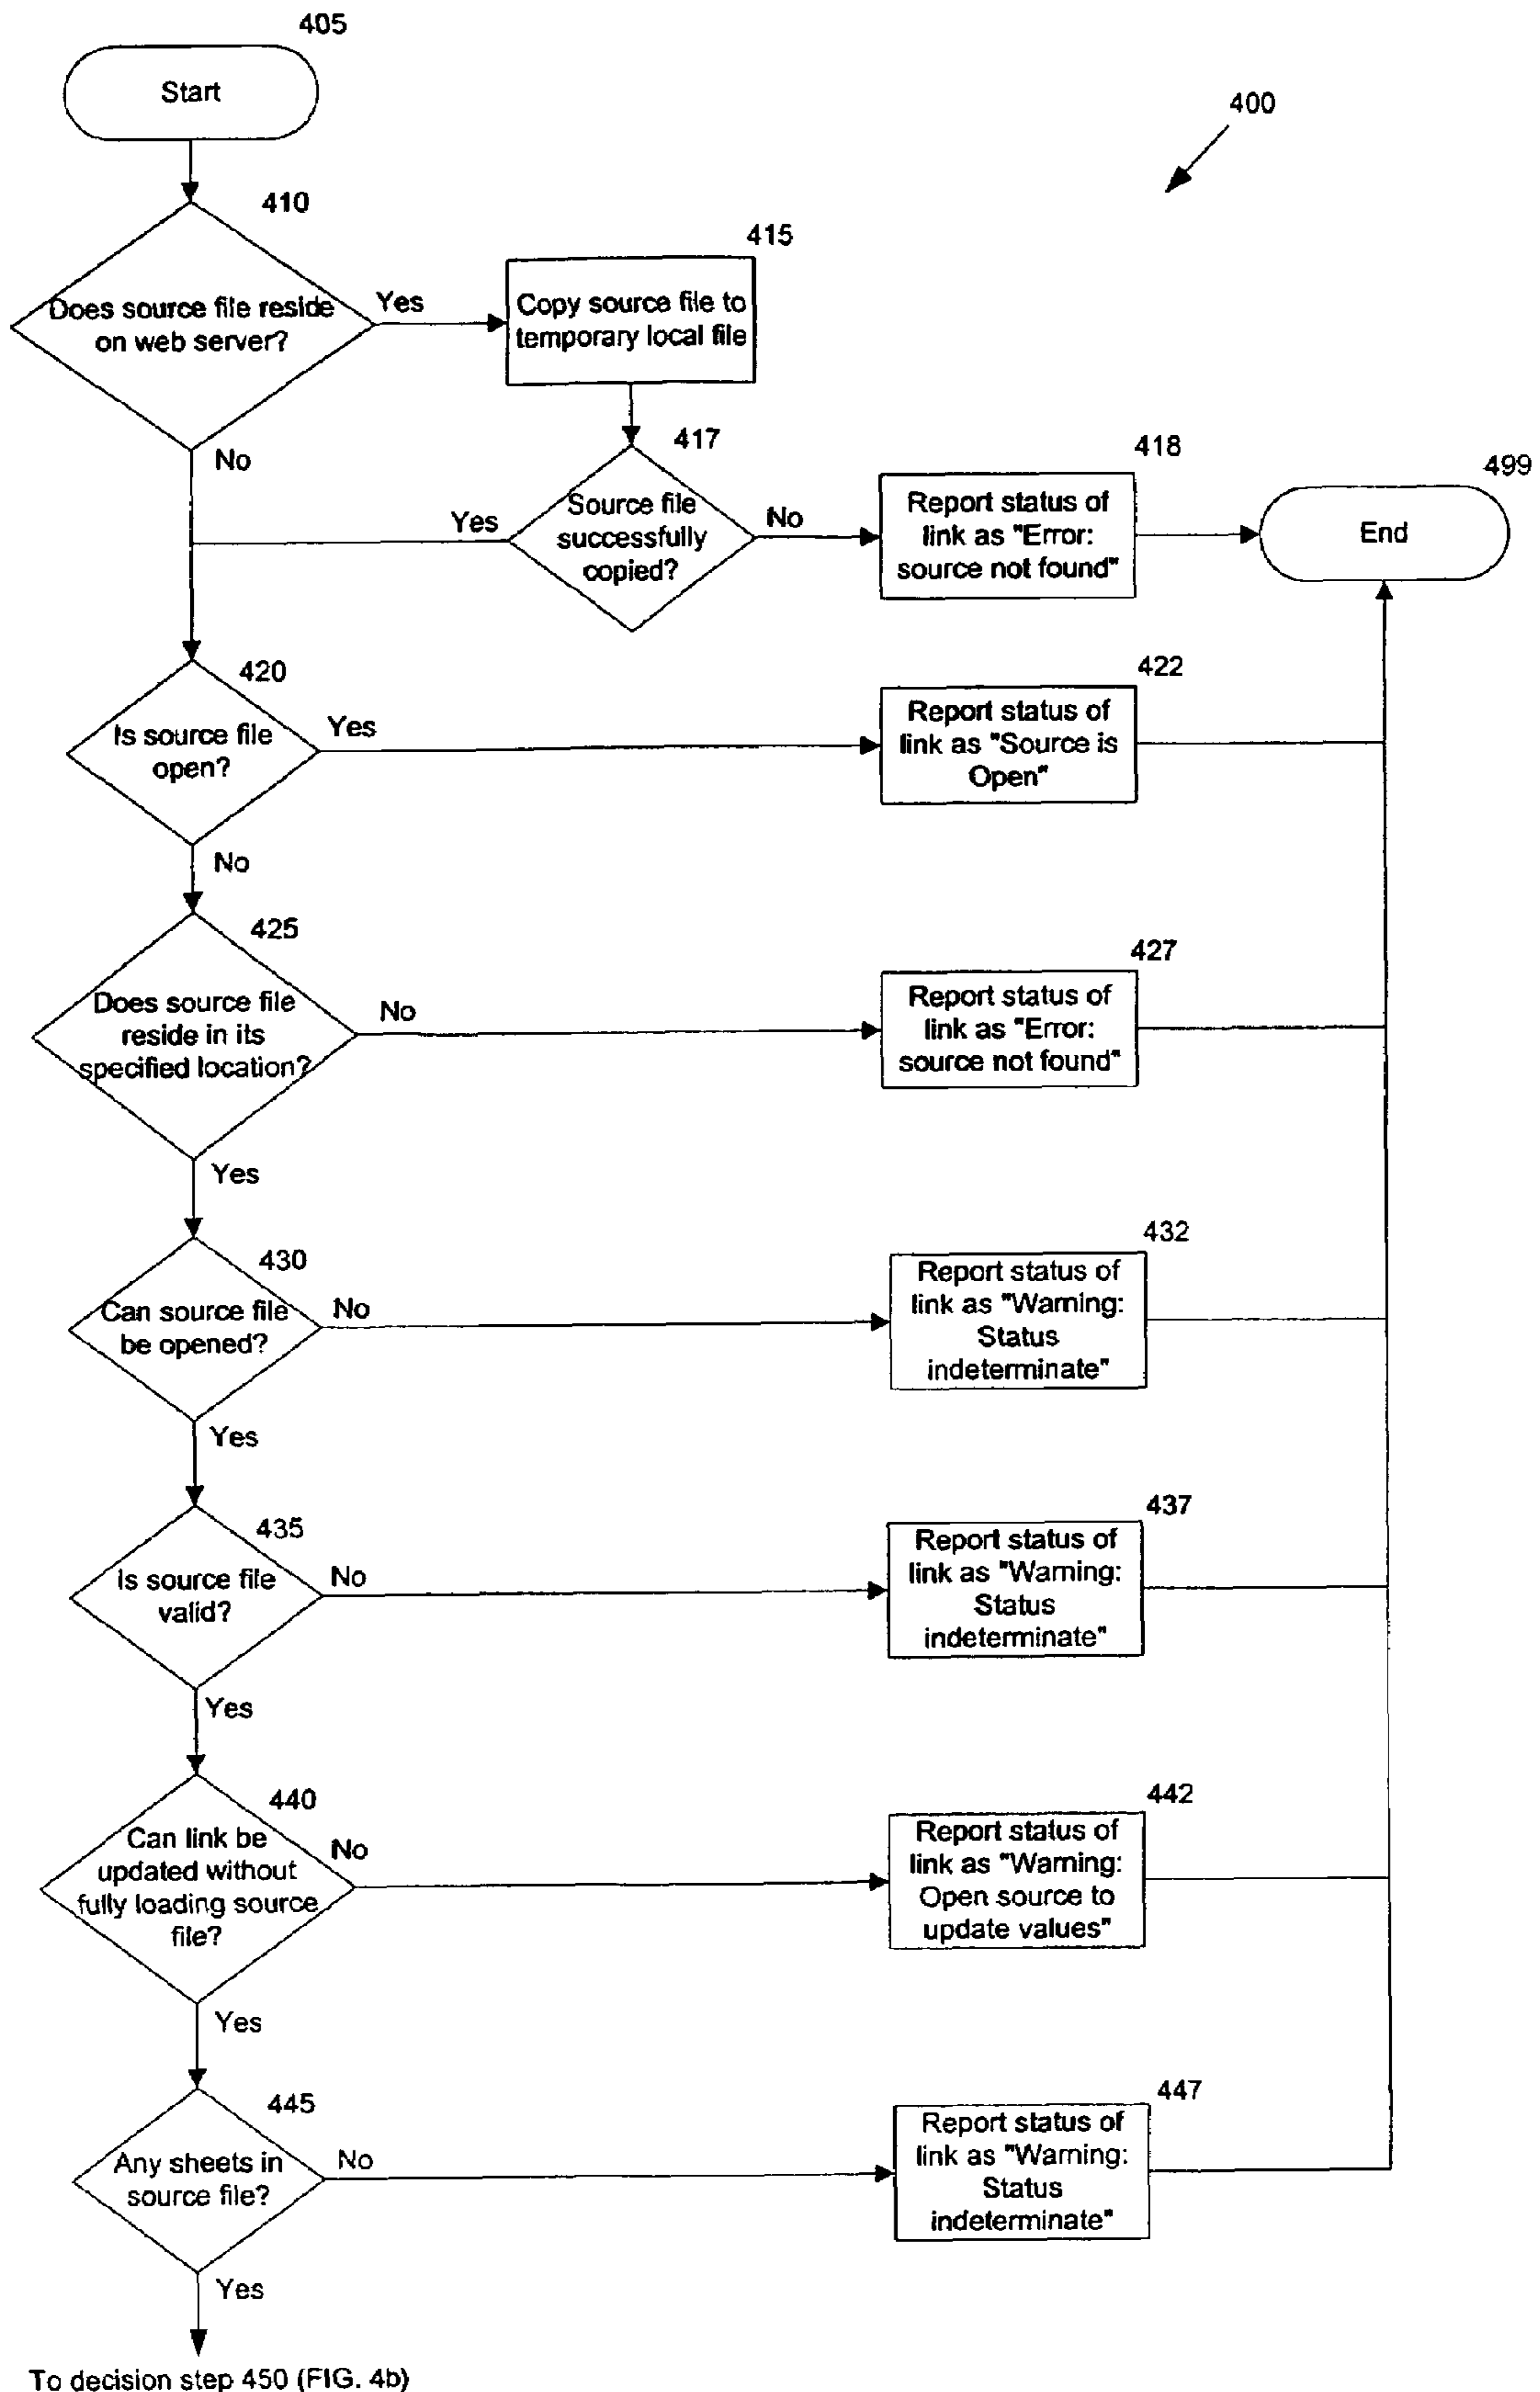 405
Start
400
410
Does source file reside
on web server?
Yes
415
Copy source file to
temporary local file
No
417
Source file
successfully
copied?
Yes
No
418
Report status of
link as "Error:
source not found"
499
End
420
Is source file
open?
Yes
422
Report status of
link as "Source is
Open"
No
425
Does source file
reside in its
specified location?
No
427
Report status of
link as "Error:
source not found"
Yes
430
Can source file
be opened?
No
432
Report status of
link as "Warning:
Status
indeterminate"
Yes
435
Is source file
valid?
No
437
Report status of
link as "Warning:
Status
indeterminate"
Yes
440
Can link be
updated without
fully loading source
file?
No
442
Report status of
link as "Warning:
Open source to
update values"
Yes
445
Any sheets in
source file?
No
447
Report status of
link as "Warning:
Status
indeterminate"
Yes
To decision step 450 (FIG. 4b)